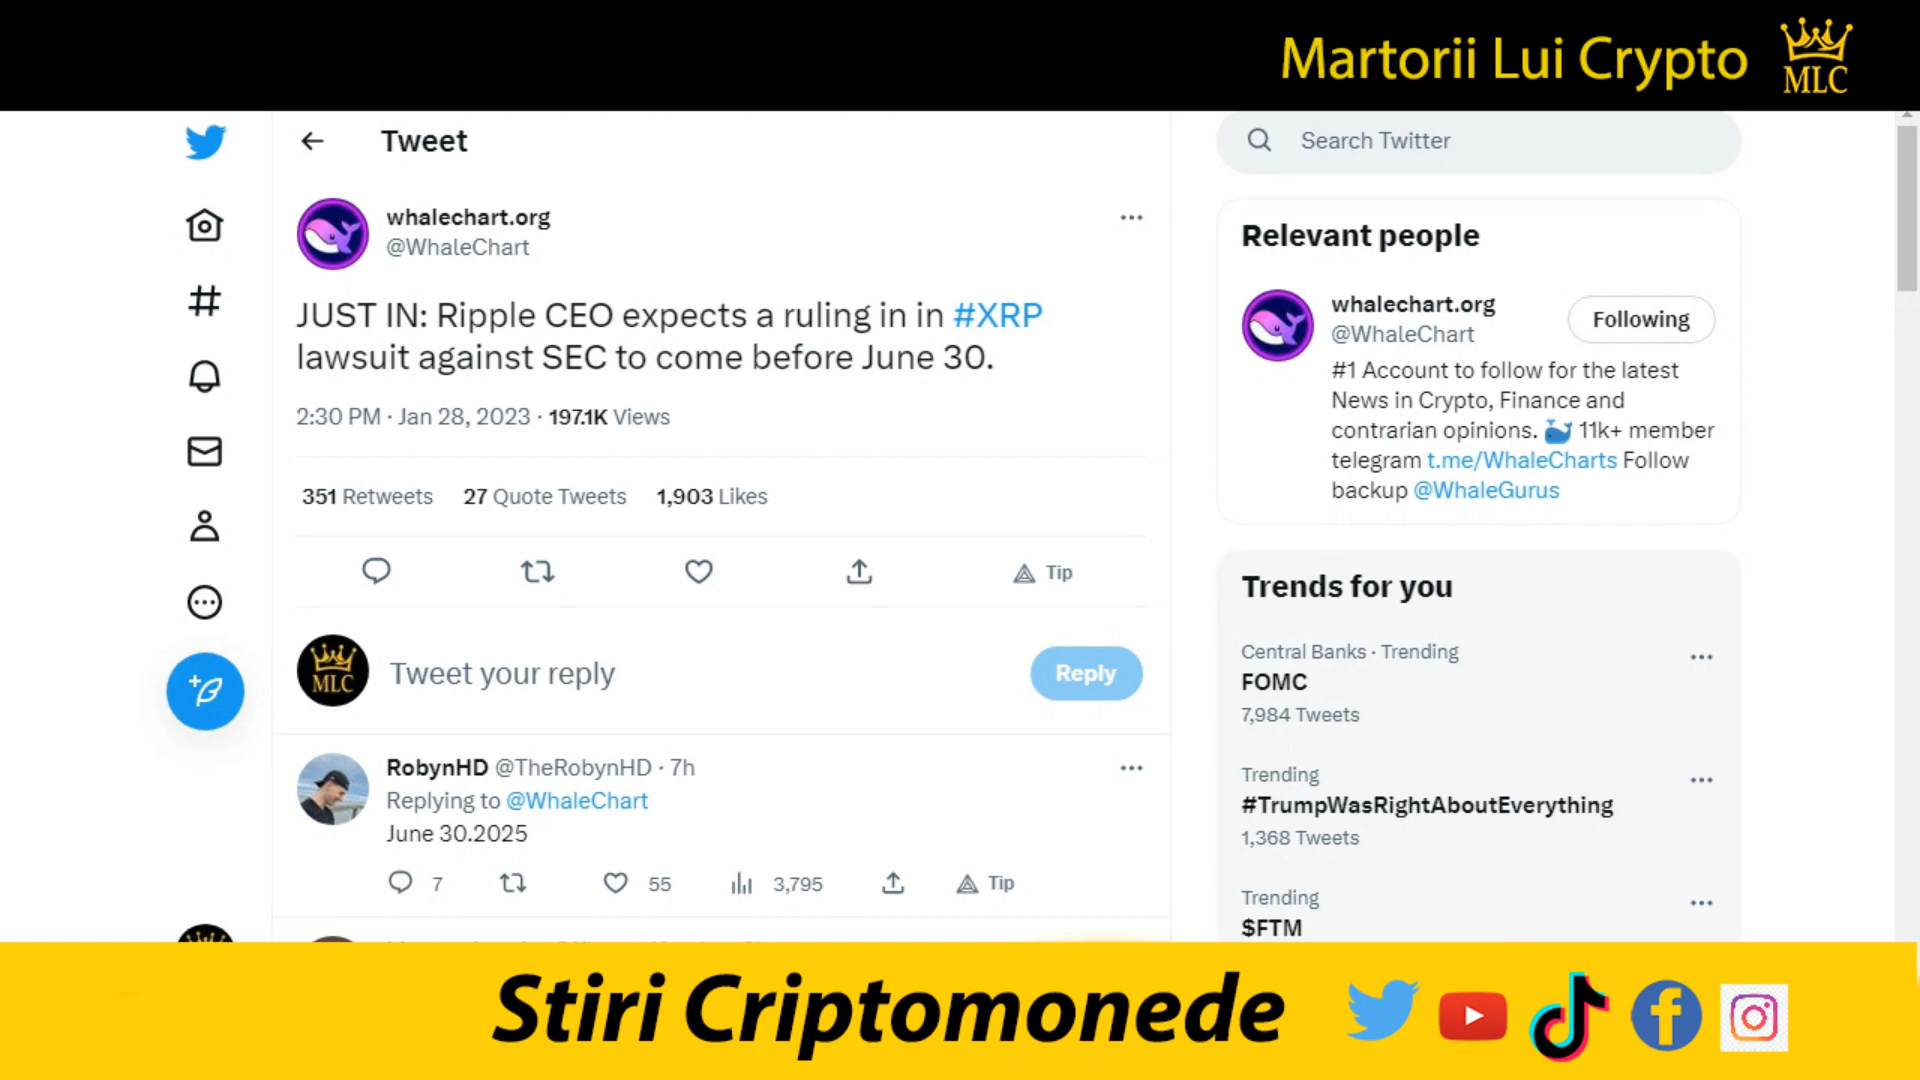 Martorii Lui Crypto
MLC
Tweet
Search Twitter
whalechart.org
@WhaleChart
JUST IN: Ripple CEO expects a ruling in in #XRP
lawsuit against SEC to come before June 30.
2:30 PM · Jan 28, 2023 · 197.1K Views
351 Retweets 27 Quote Tweets 1,903 Likes
Tip
MLC
Tweet your reply
Reply
RobynHD @TheRobynHD · 7h
Replying to @WhaleChart
June 30.2025
7 55 3,795 Tip
Relevant people
whalechart.org
@WhaleChart
Following
#1 Account to follow for the latest
News in Crypto, Finance and
contrarian opinions. 🐳 11k+ member
telegram t.me/WhaleCharts Follow
backup @WhaleGurus
Trends for you
Central Banks · Trending
FOMC
7,984 Tweets
Trending
#TrumpWasRightAboutEverything
1,368 Tweets
Trending
$FTM
Stiri Criptomonede